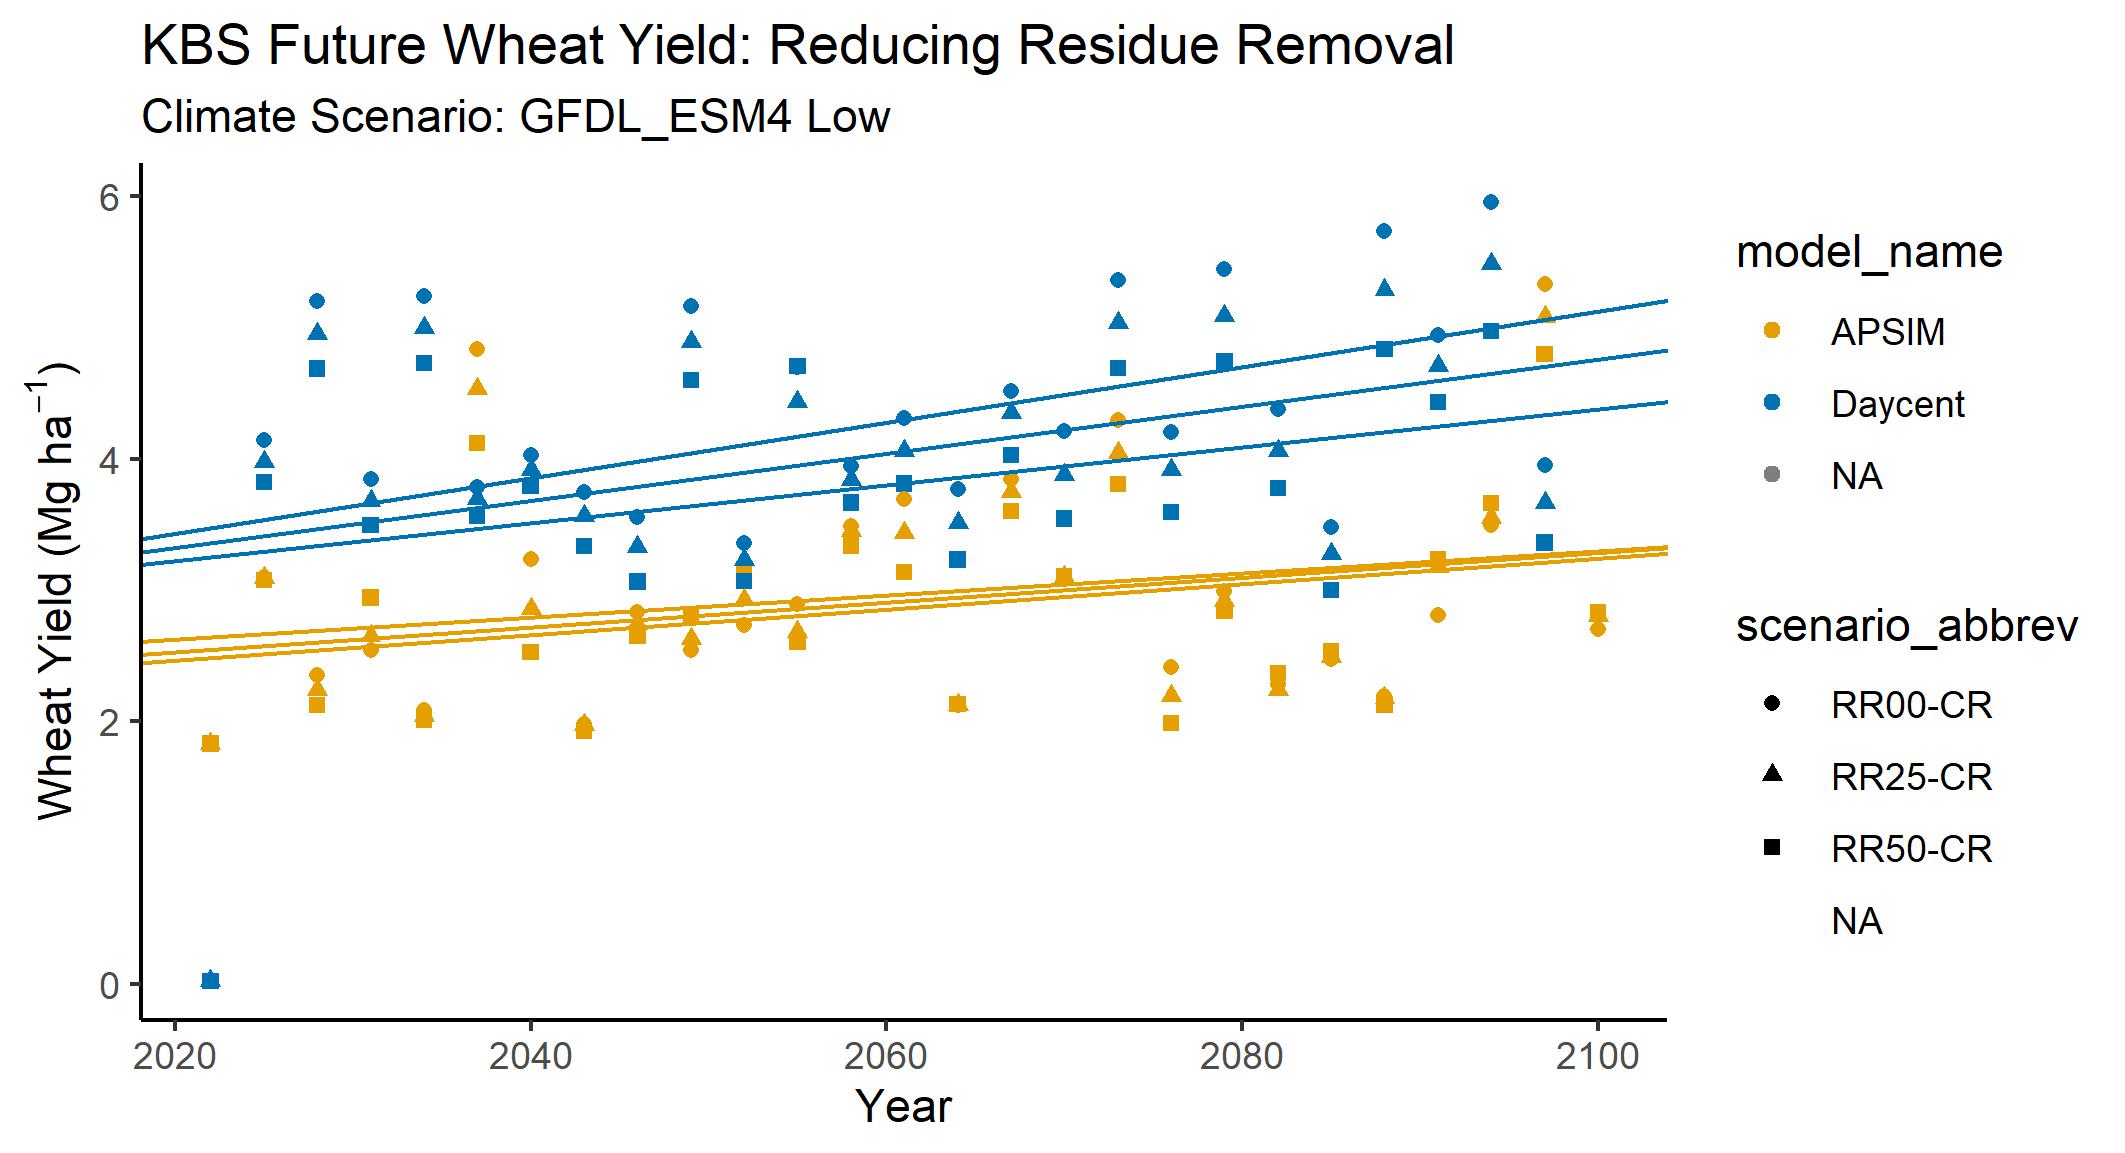 KBS Future Wheat Yield: Reducing Residue Removal
Climate Scenario: GFDL_ESM4 Low
Wheat Yield (Mg ha⁻¹)
6
4
2
0
2020 2040 2060 2080 2100
Year
model_name
APSIM
Daycent
NA
scenario_abbrev
RR00-CR
RR25-CR
RR50-CR
NA